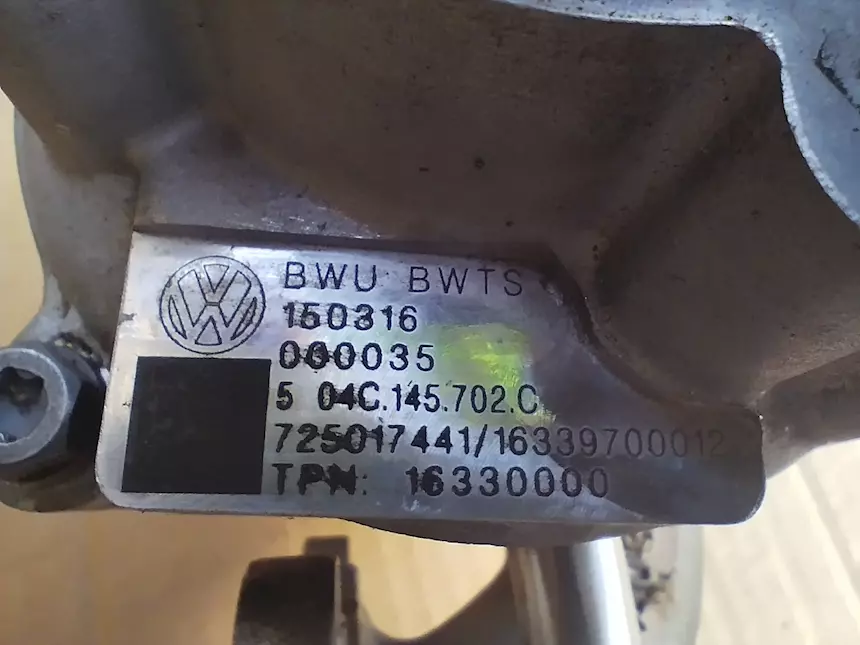 BWU BWTS
150316
000035
5 04C.145.702.C
725017441/16339700012
TPN: 16330000